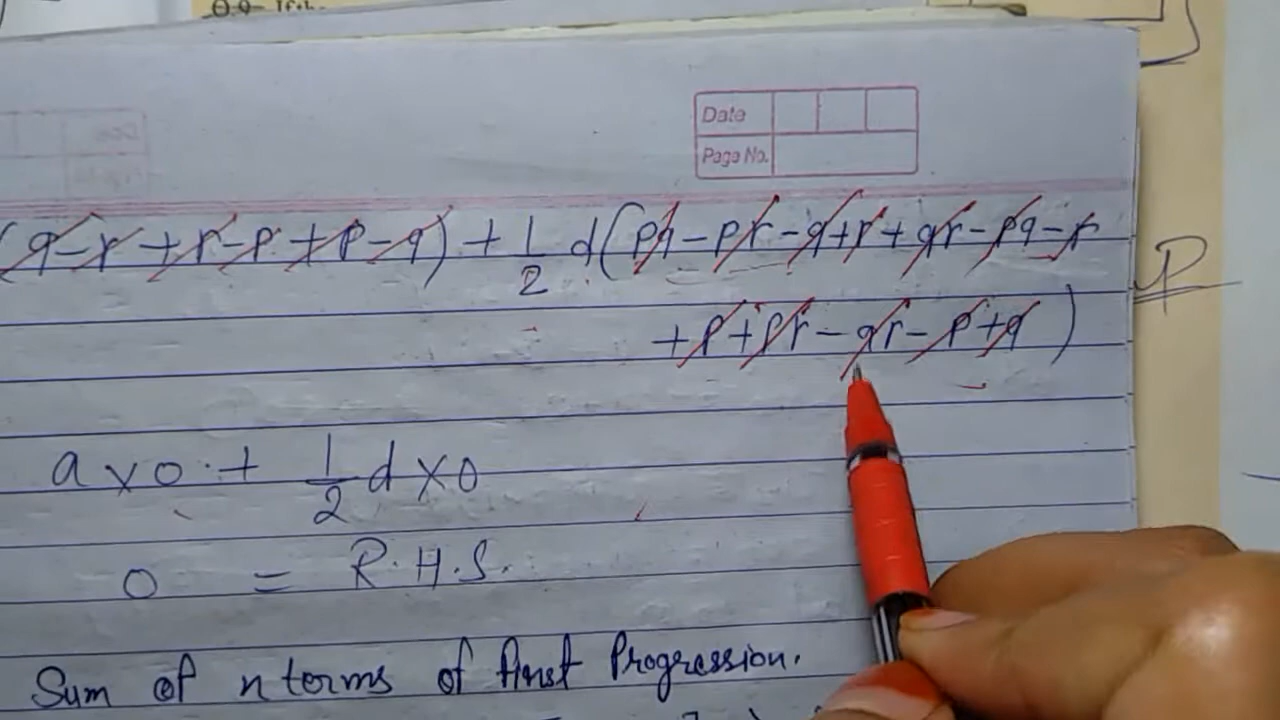 Date
Page No.
(q-r+r-p+p-q) + 1/2 d(pq-pr-q+r+qr-pq-r
+p+pr-qr-p+q)
P
a×0 + 1/2 d×0
0 = R.H.S.
Sum of n terms of first Progression.